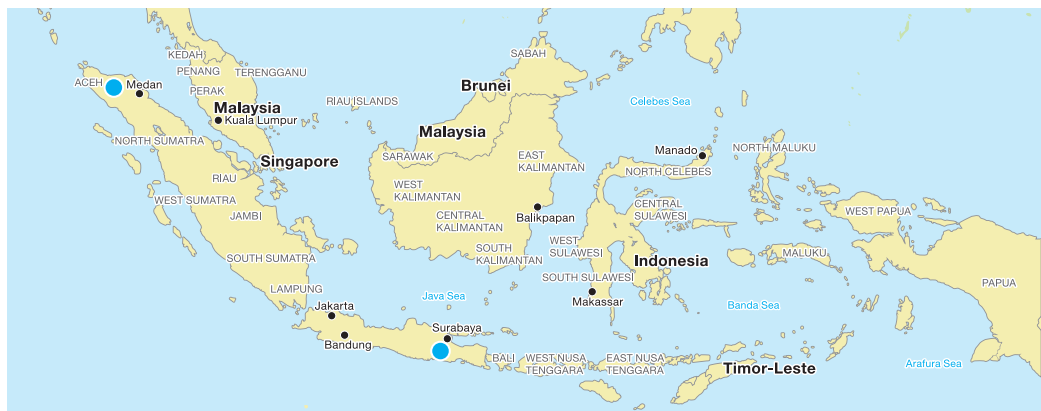 SABAH
KEDAH
PENANG
TERENGGANU
ACEH
Medan
PERAK
Brunei
RIAU ISLANDS
Celebes Sea
Malaysia
Kuala Lumpur
Malaysia
NORTH SUMATRA
Singapore
SARAWAK
EAST
KALIMANTAN
Manado
NORTH MALUKU
NORTH CELEBES
RIAU
WEST
KALIMANTAN
WEST SUMATRA
JAMBI
CENTRAL
KALIMANTAN
Balikpapan
CENTRAL
SULAWESI
WEST PAPUA
SOUTH SUMATRA
SOUTH
KALIMANTAN
WEST
SULAWESI
Indonesia
MALUKU
SOUTH SULAWESI
PAPUA
LAMPUNG
Java Sea
Makassar
Banda Sea
Jakarta
Bandung
Surabaya
BALI
WEST NUSA
TENGGARA
EAST NUSA
TENGGARA
Timor-Leste
Arafura Sea